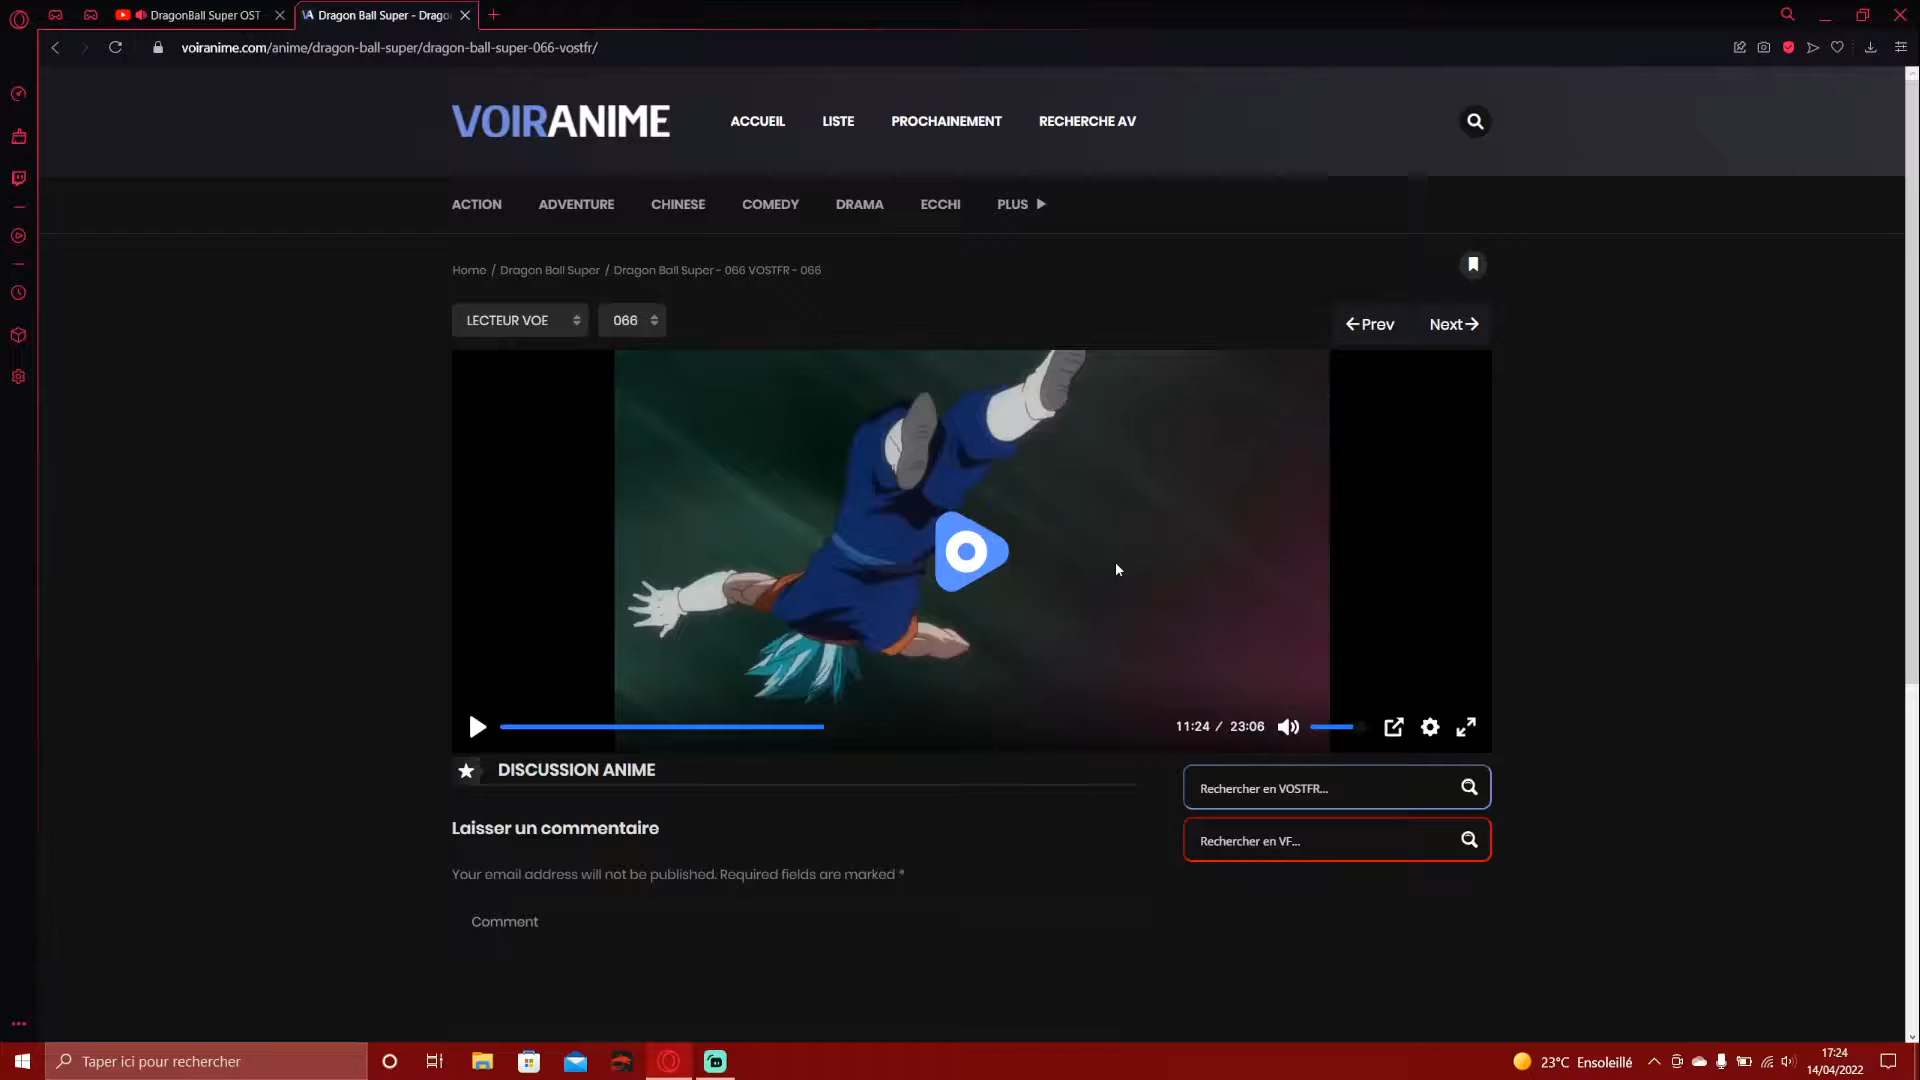 DragonBall Super OST
Dragon Ball Super - Drago
voiranime.com/anime/dragon-ball-super/dragon-ball-super-066-vostfr/
VOIRANIME
ACCUEIL
LISTE
PROCHAINEMENT
RECHERCHE AV
ACTION
ADVENTURE
CHINESE
COMEDY
DRAMA
ECCHI
PLUS
Home / Dragon Ball Super / Dragon Ball Super - 066 VOSTFR - 066
LECTEUR VOE
066
Prev
Next
11:24 / 23:06
DISCUSSION ANIME
Rechercher en VOSTFR...
Laisser un commentaire
Rechercher en VF...
Your email address will not be published. Required fields are marked *
Comment
Taper ici pour rechercher
23°C Ensoleillé
17:24
14/04/2022